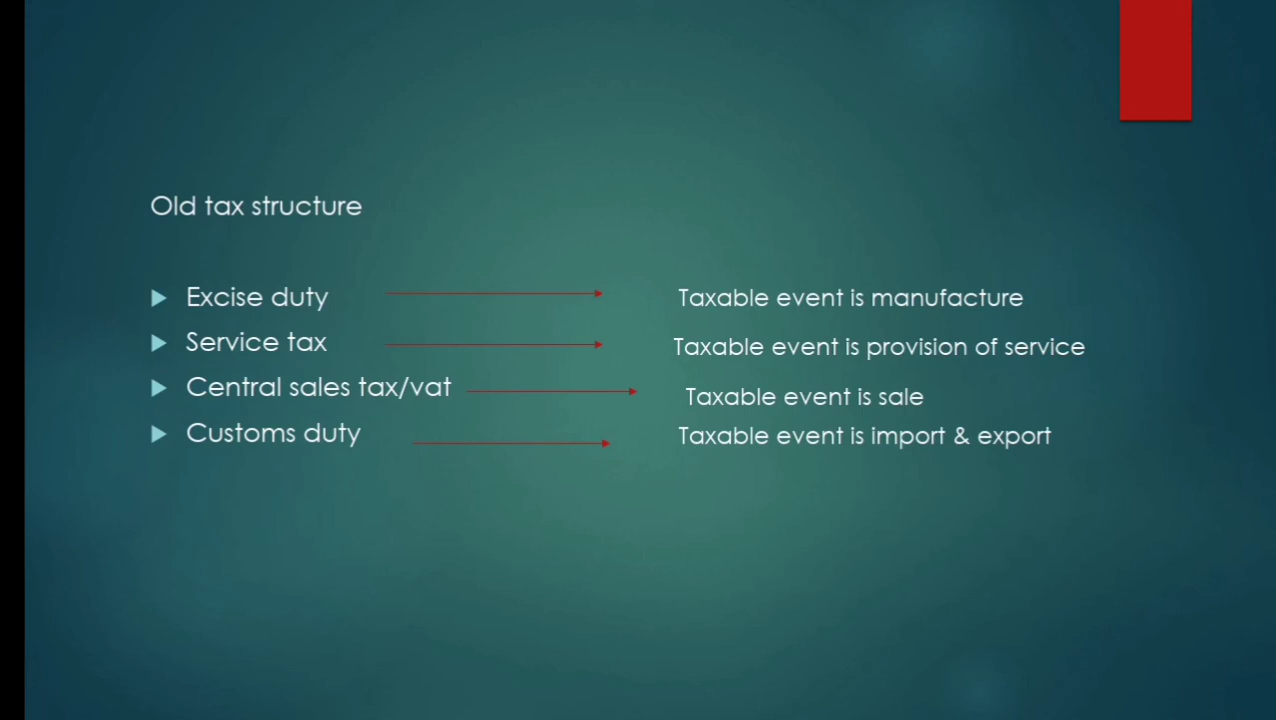 Old tax structure
Excise duty Taxable event is manufacture
Service tax Taxable event is provision of service
Central sales tax/vat Taxable event is sale
Customs duty Taxable event is import & export